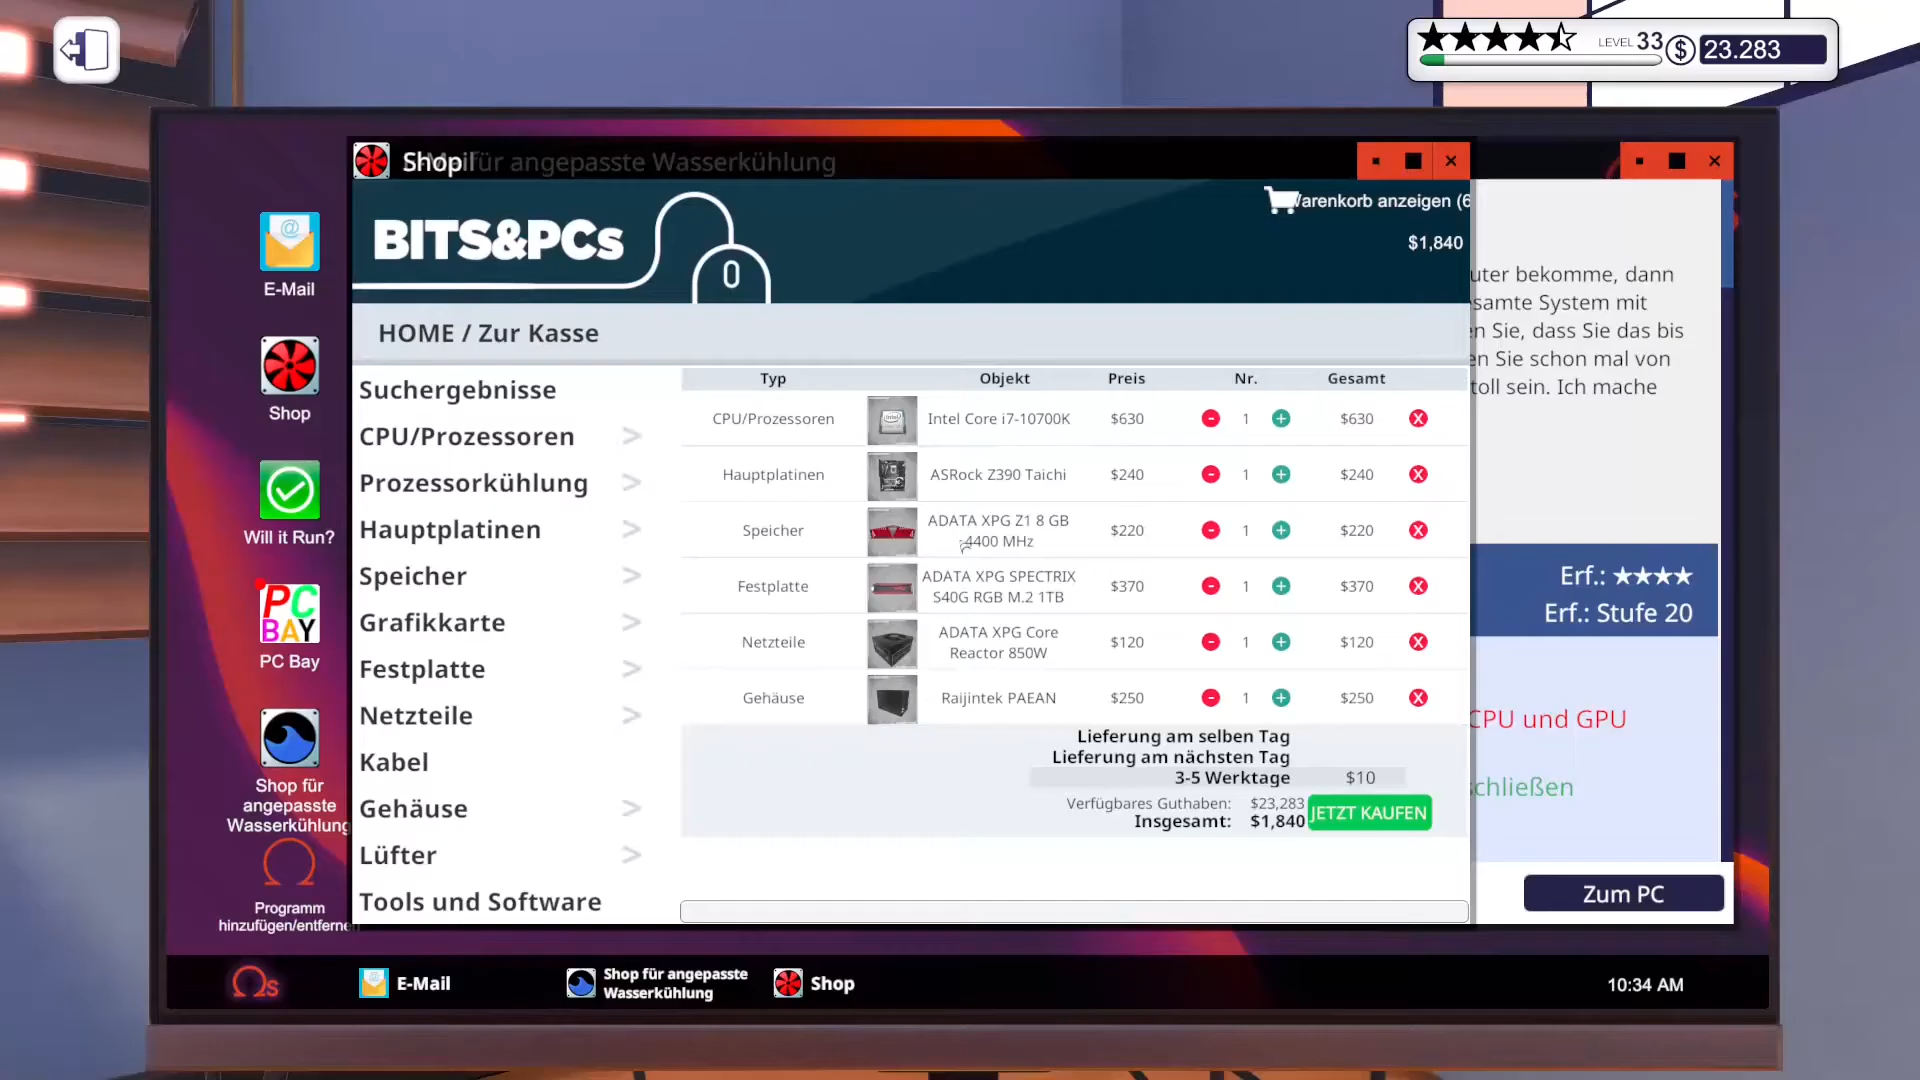 LEVEL 33
$ 23.283
Shop
für angepasste Wasserkühlung
BITS&PCs
Warenkorb anzeigen (6
$1,840
HOME / Zur Kasse
E-Mail
Shop
Will it Run?
PC BAY
PC Bay
Shop für
angepasste
Wasserkühlung
Programm
hinzufügen/entferne
Suchergebnisse
CPU/Prozessoren >
Prozessorkühlung >
Hauptplatinen >
Speicher >
Grafikkarte >
Festplatte >
Netzteile >
Kabel
Gehäuse >
Lüfter >
Tools und Software
Typ Objekt Preis Nr. Gesamt
CPU/Prozessoren Intel Core i7-10700K $630 1 $630
Hauptplatinen ASRock Z390 Taichi $240 1 $240
Speicher ADATA XPG Z1 8 GB
4400 MHz $220 1 $220
Festplatte ADATA XPG SPECTRIX
S40G RGB M.2 1TB $370 1 $370
Netzteile ADATA XPG Core
Reactor 850W $120 1 $120
Gehäuse Raijintek PAEAN $250 1 $250
Lieferung am selben Tag
Lieferung am nächsten Tag
3-5 Werktage $10
Verfügbares Guthaben: $23,283
Insgesamt: $1,840
JETZT KAUFEN
uter bekomme, dann
samte System mit
en Sie, dass Sie das bis
en Sie schon mal von
toll sein. Ich mache
Erf.: ★★★★
Erf.: Stufe 20
CPU und GPU
chließen
Zum PC
Ωs
E-Mail
Shop für angepasste
Wasserkühlung
Shop
10:34 AM